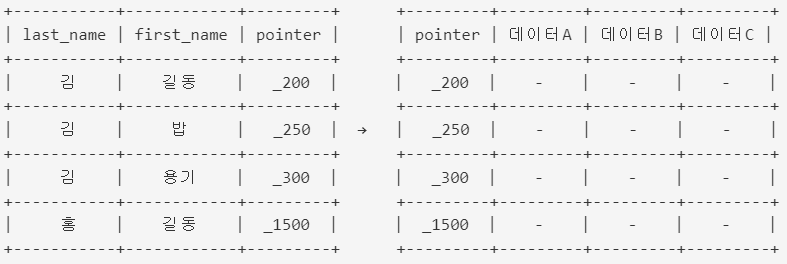 +-----------+------------+---------+      +---------+---------+---------+---------+
| last_name | first_name | pointer |      | pointer | 데이터A | 데이터B | 데이터C |
+-----------+------------+---------+      +---------+---------+---------+---------+
| 김 | 길동 | _200 |      | _200 | - | - | - |
+-----------+------------+---------+      +---------+---------+---------+---------+
| 김 | 밥 | _250 | → | _250 | - | - | - |
+-----------+------------+---------+      +---------+---------+---------+---------+
| 김 | 용기 | _300 |      | _300 | - | - | - |
+-----------+------------+---------+      +---------+---------+---------+---------+
| 홍 | 길동 | _1500 |      | _1500 | - | - | - |
+-----------+------------+---------+      +---------+---------+---------+---------+